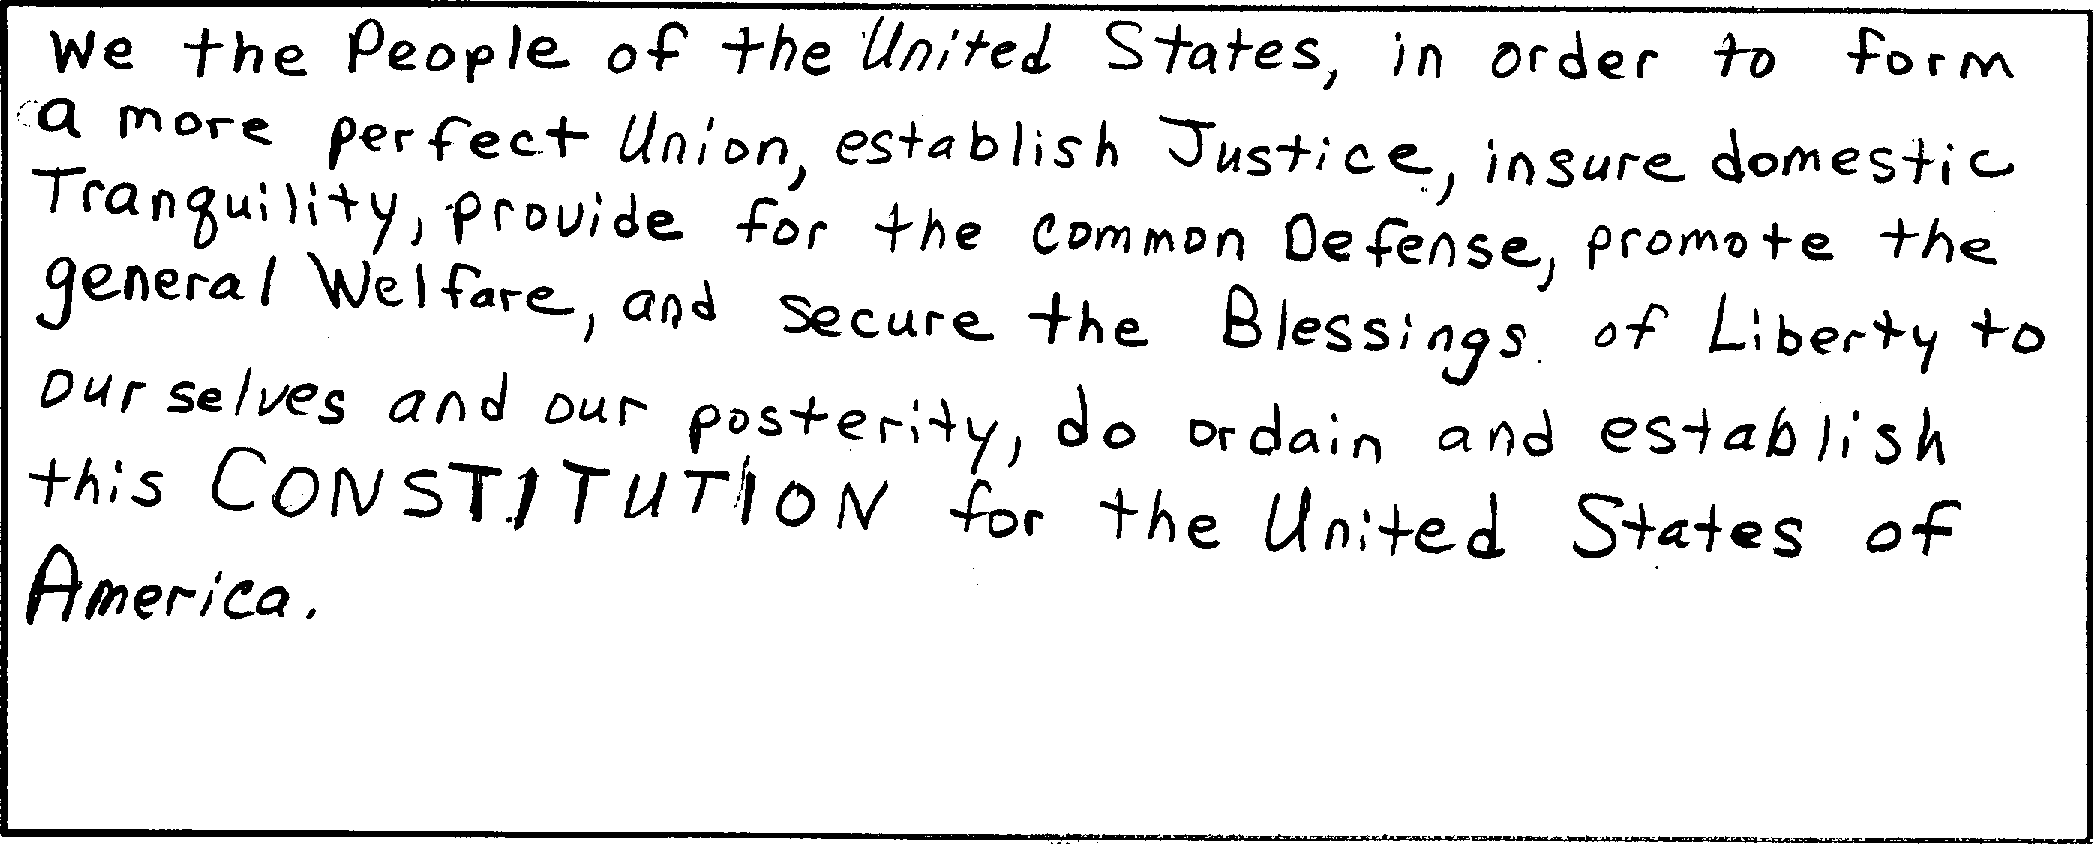 We the People of the United States, in order to form
a more perfect Union, establish Justice, insure domestic
Tranquility, provide for the common Defense, promote the
general Welfare, and secure the Blessings of Liberty to
ourselves and our posterity, do ordain and establish
this CONSTITUTION for the United States of
America.